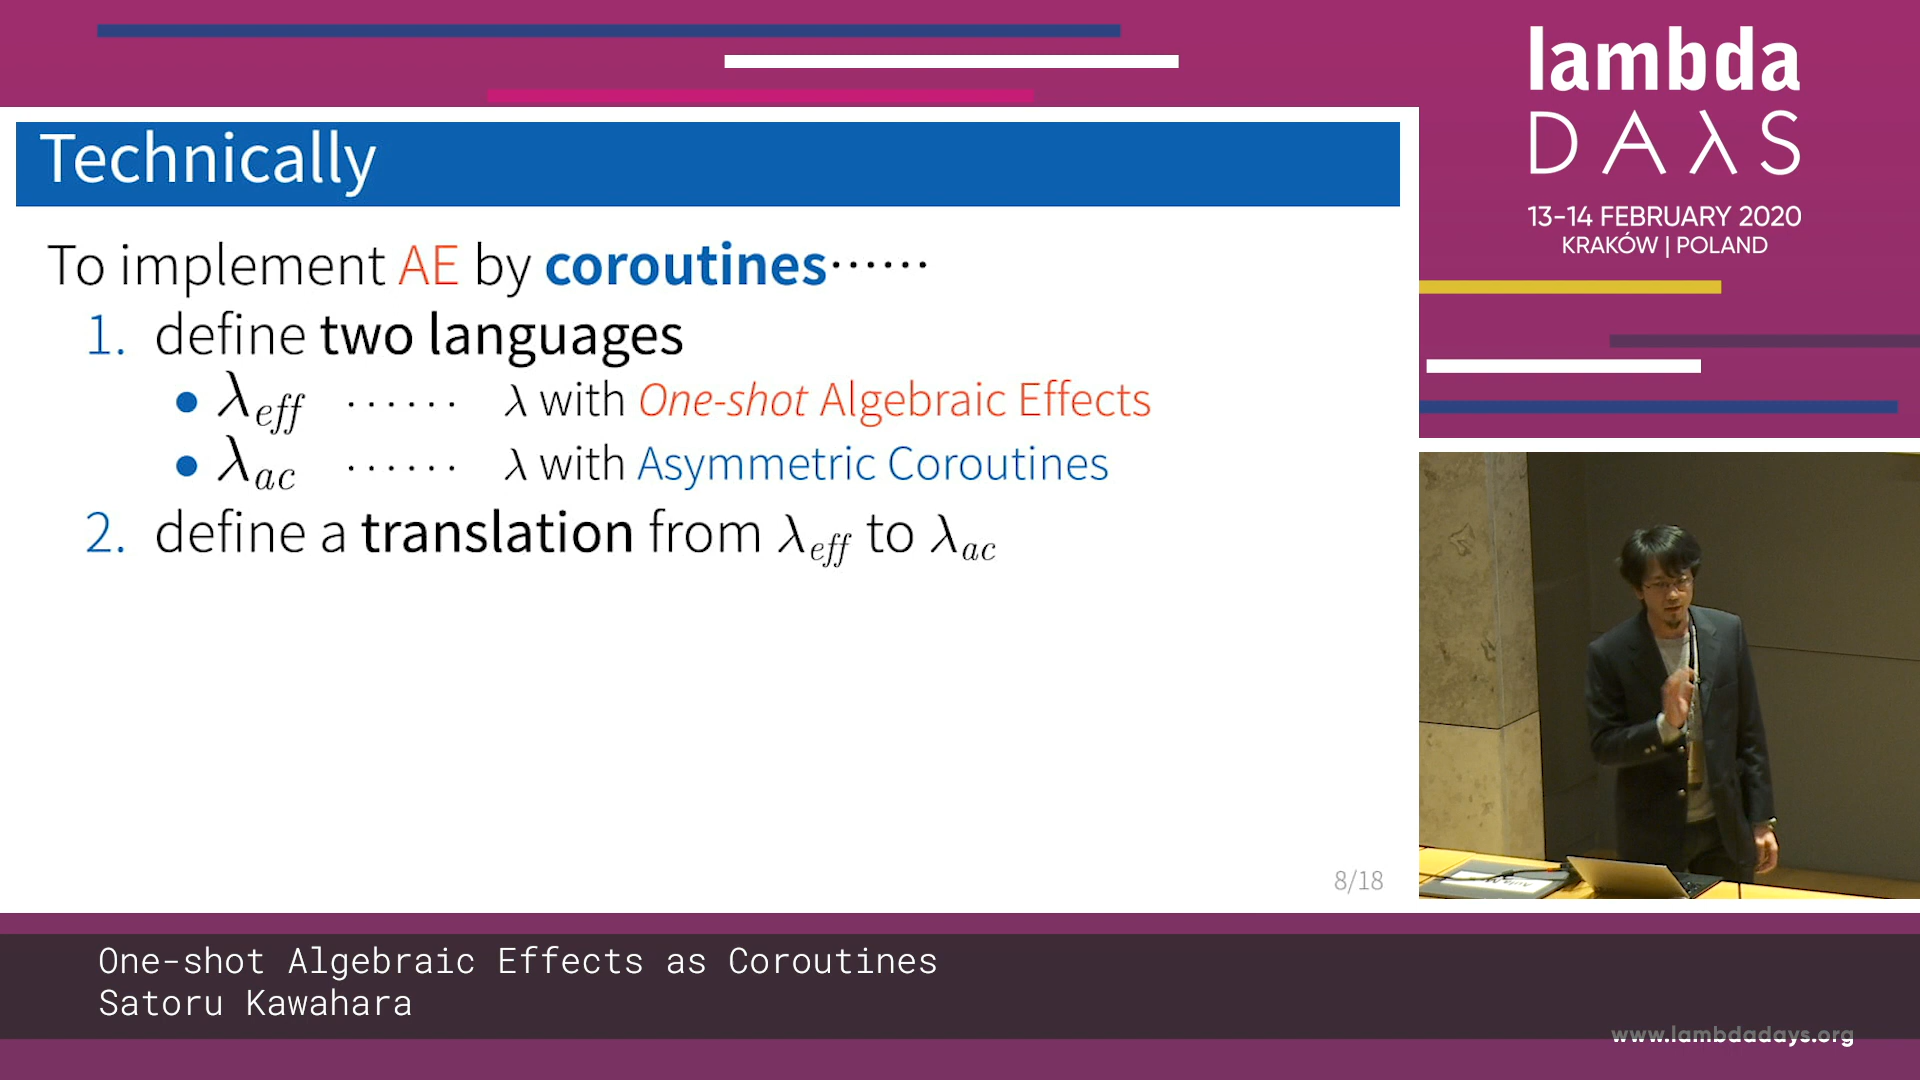 lambda
DAλS
13-14 FEBRUARY 2020
KRAKÓW | POLAND
Technically
To implement AE by coroutines⋯⋯
1. define two languages
• λeff ⋯⋯ λ with One-shot Algebraic Effects
• λac ⋯⋯ λ with Asymmetric Coroutines
2. define a translation from λeff to λac
8/18
One-shot Algebraic Effects as Coroutines
Satoru Kawahara
www.lambdadays.org